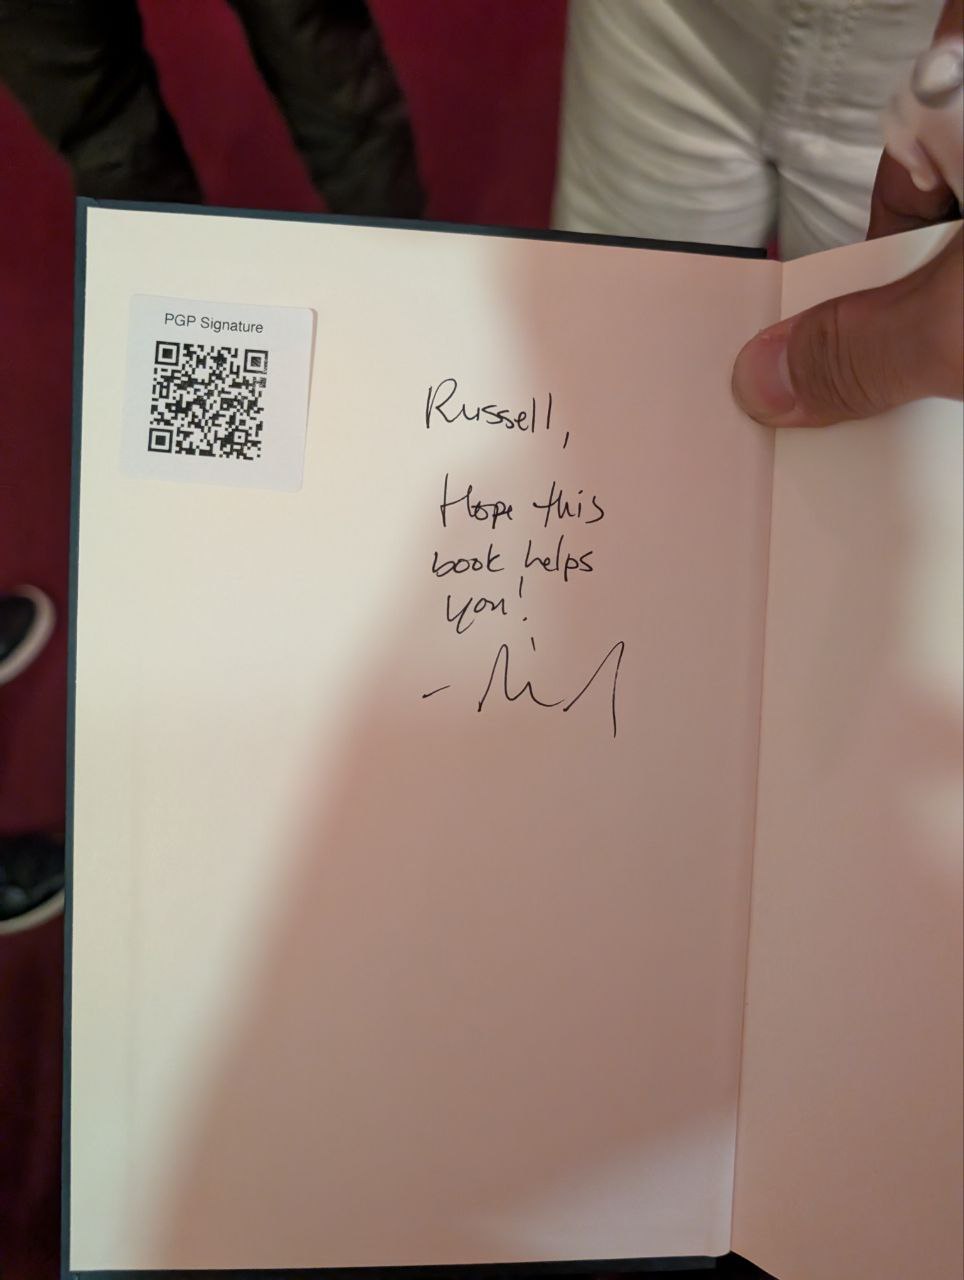 PGP Signature
Russell,
Hope this
book helps
you!